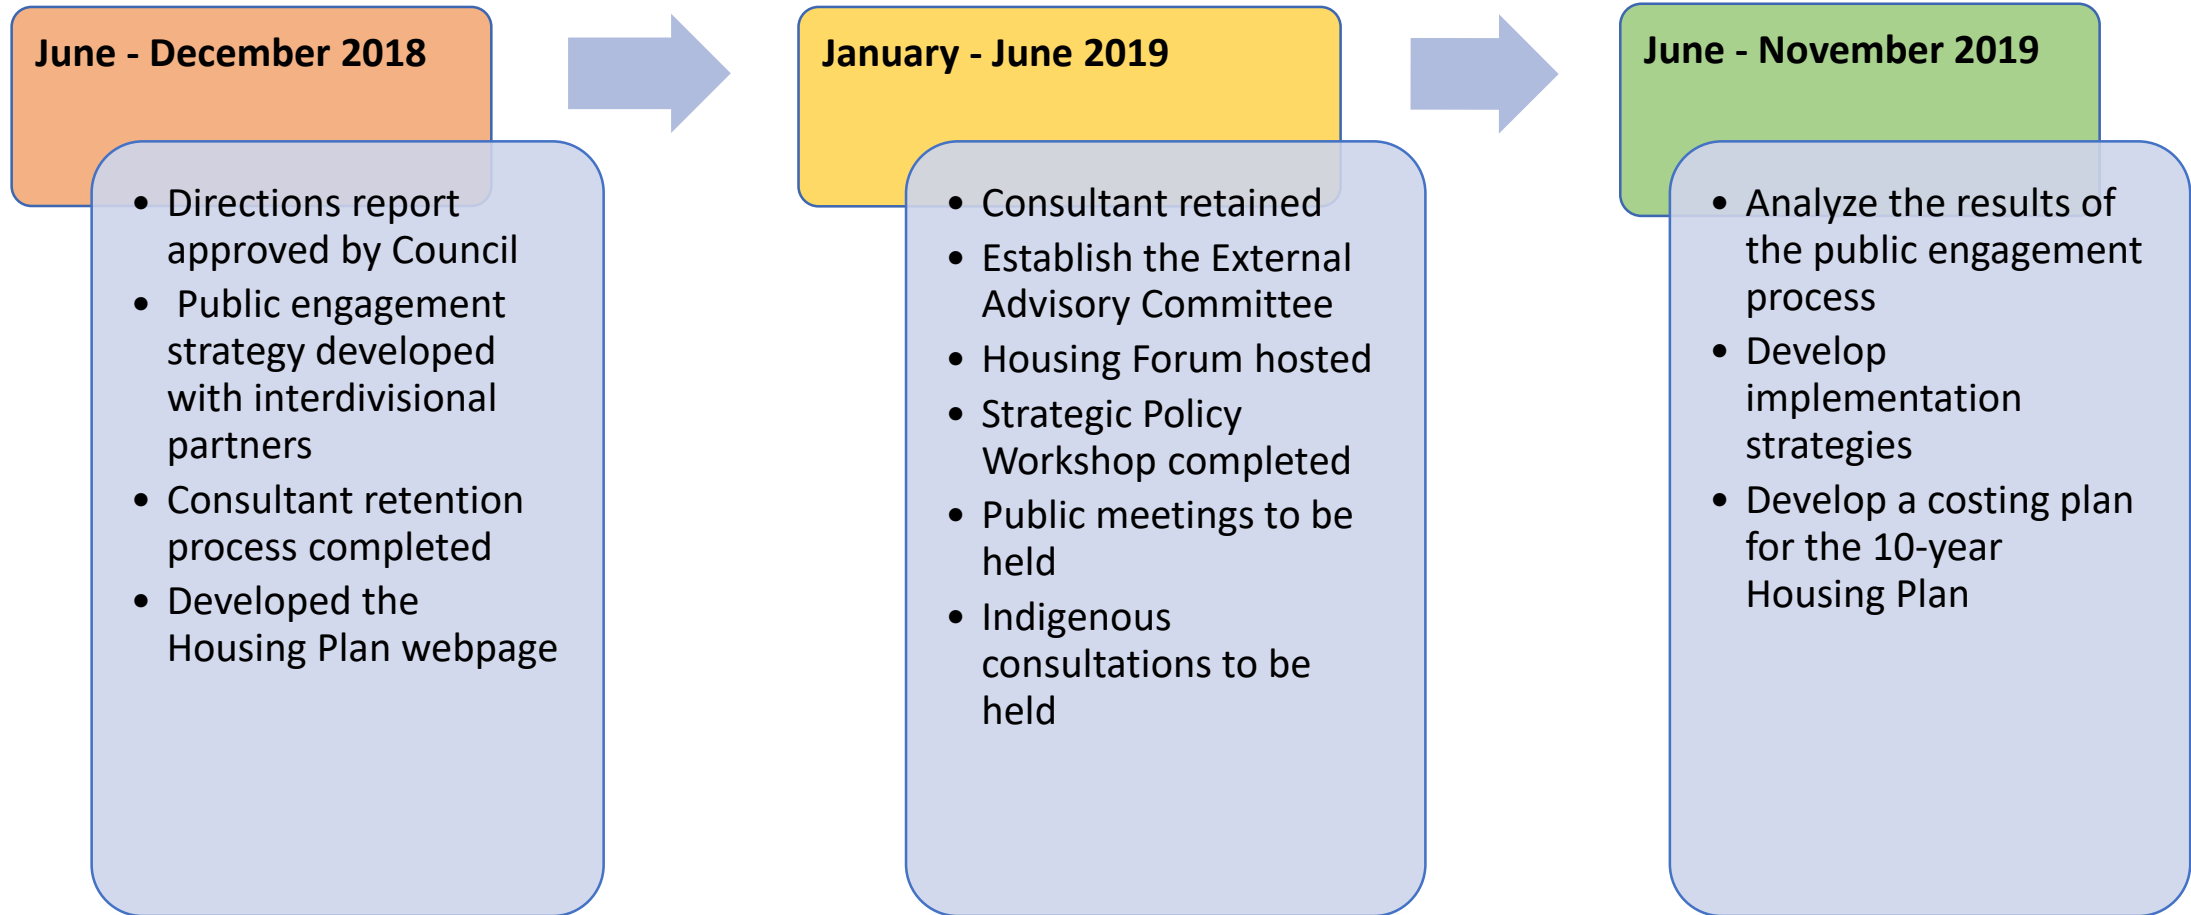 June - December 2018
• Directions report
approved by Council
• Public engagement
strategy developed
with interdivisional
partners
• Consultant retention
process completed
• Developed the
Housing Plan webpage
January - June 2019
• Consultant retained
• Establish the External
Advisory Committee
• Housing Forum hosted
• Strategic Policy
Workshop completed
• Public meetings to be
held
• Indigenous
consultations to be
held
June - November 2019
• Analyze the results of
the public engagement
process
• Develop
implementation
strategies
• Develop a costing plan
for the 10-year
Housing Plan